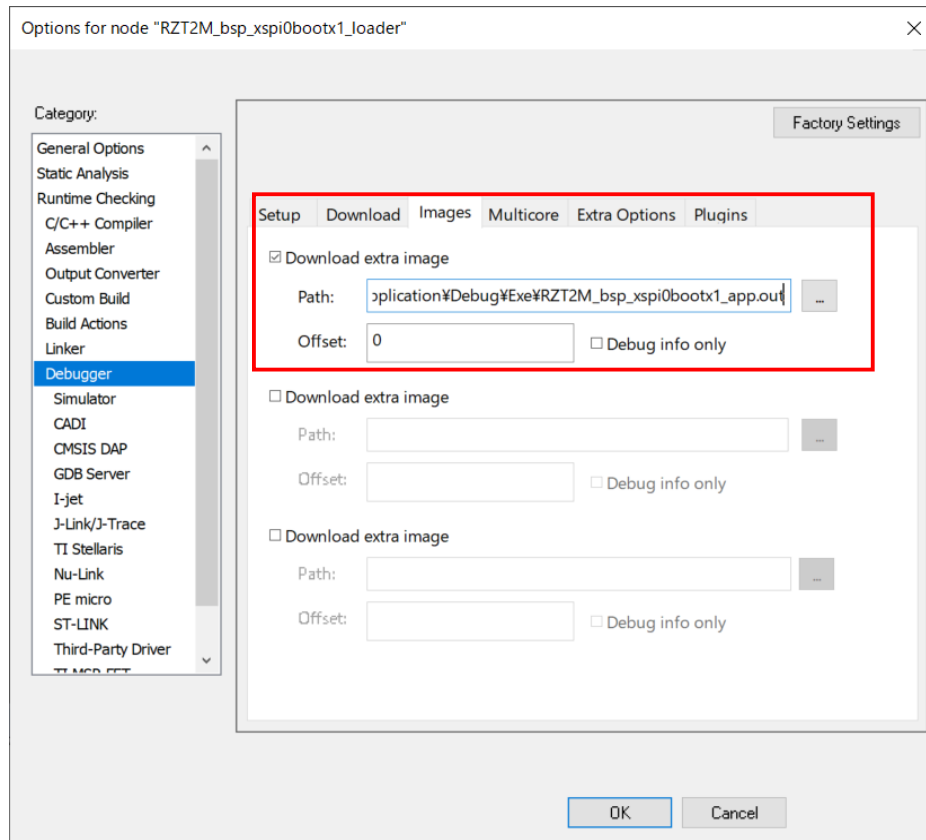 Options for node "RZT2M_bsp_xspi0bootx1_loader"
Category:
Factory Settings
General Options
Static Analysis
Runtime Checking
C/C++ Compiler
Assembler
Output Converter
Custom Build
Build Actions
Linker
Debugger
Simulator
CADI
CMSIS DAP
GDB Server
I-jet
J-Link/J-Trace
TI Stellaris
Nu-Link
PE micro
ST-LINK
Third-Party Driver
TI MSP-FET
Setup Download Images Multicore Extra Options Plugins
Download extra image
Path: plication¥Debug¥Exe¥RZT2M_bsp_xspi0bootx1_app.out ...
Offset: 0 Debug info only
Download extra image
Path: ...
Offset: Debug info only
Download extra image
Path: ...
Offset: Debug info only
OK Cancel